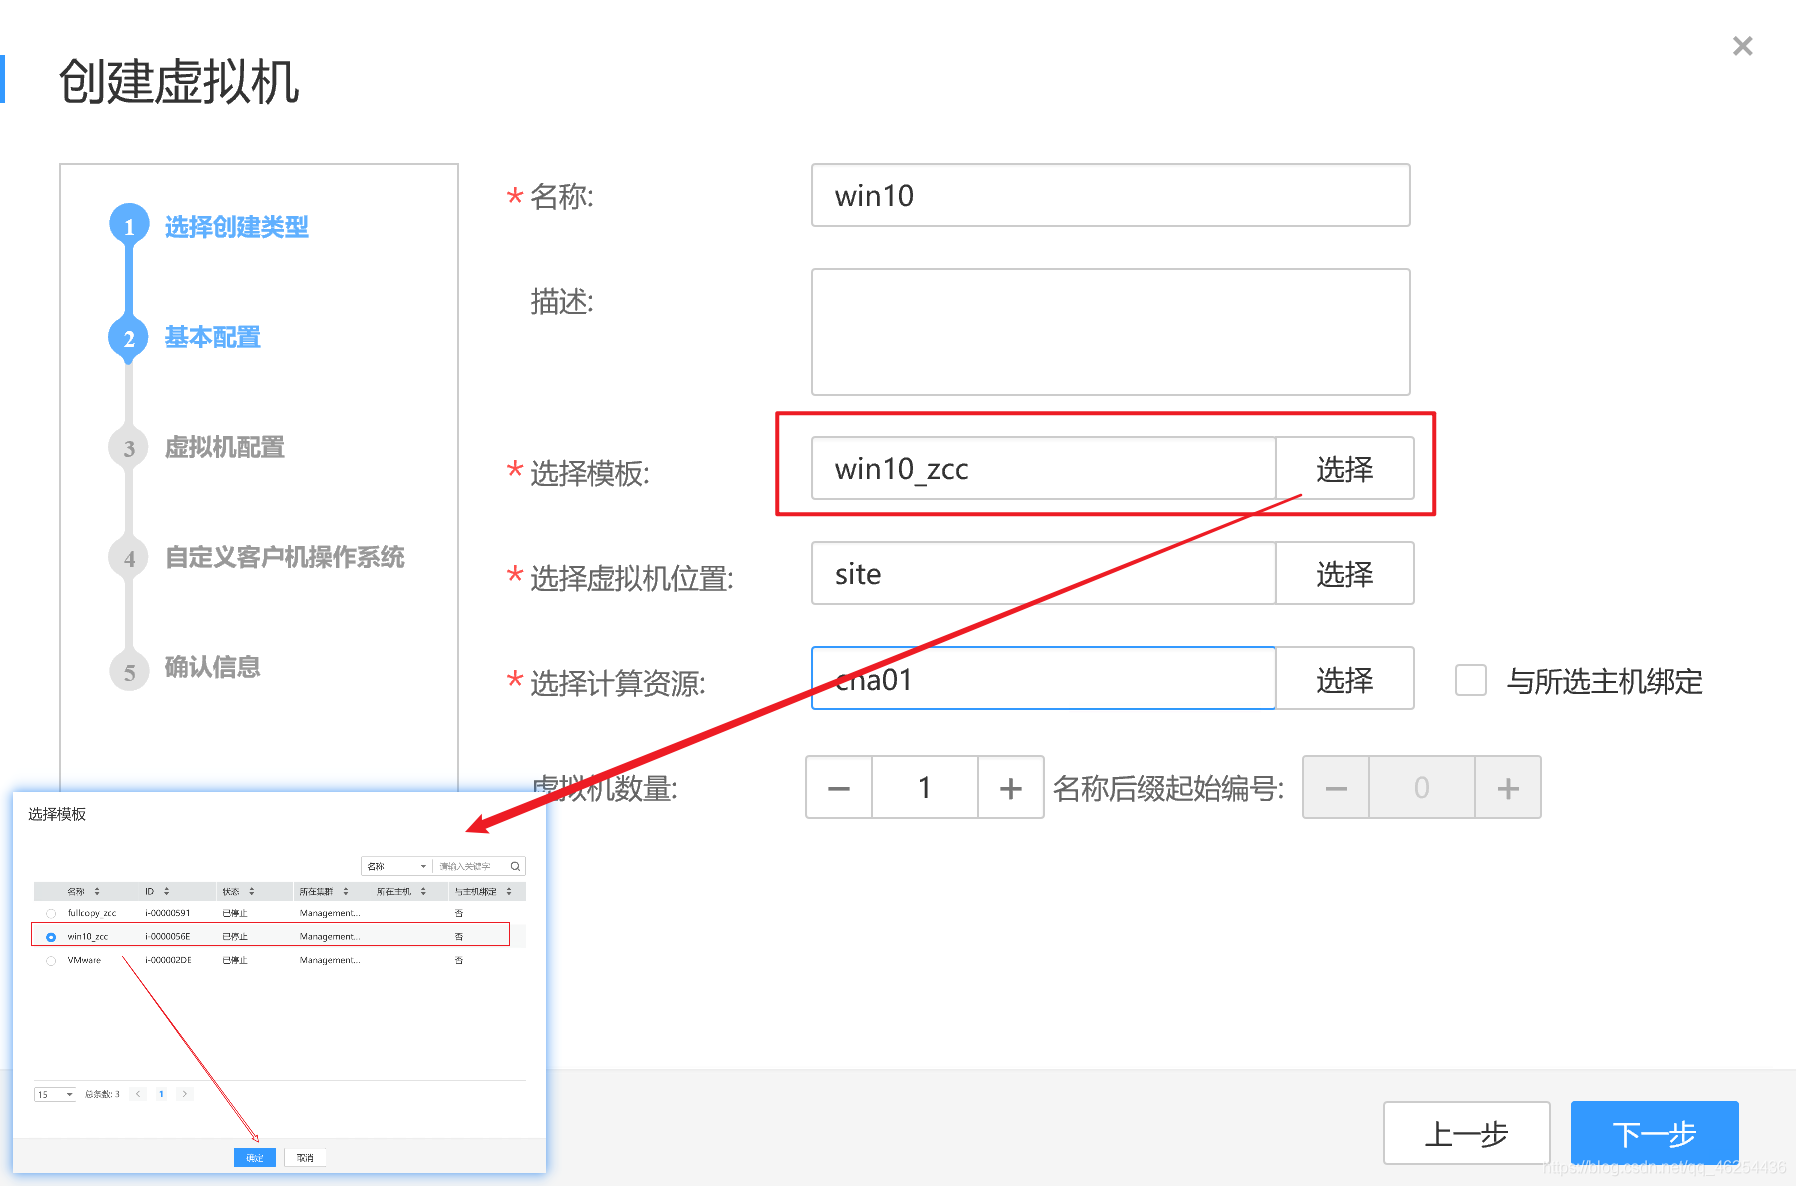 创建虚拟机
×
1 选择创建类型
2 基本配置
3 虚拟机配置
4 自定义客户机操作系统
5 确认信息
* 名称: win10
描述:
* 选择模板: win10_zcc 选择
* 选择虚拟机位置: site 选择
* 选择计算资源: cna01 选择 与所选主机绑定
虚拟机数量: − 1 + 名称后缀起始编号: − 0 +
选择模板
名称 请输入关键字
名称 ID 状态 所在集群 所在主机 与主机绑定
fullcopy_zcc i-00000591 已停止 Management... 否
win10_zcc i-0000056E 已停止 Management... 否
VMware i-000002DE 已停止 Management... 否
15 总条数: 3 < 1 >
确定 取消
上一步 下一步
https://blog.csdn.net/qq_46254436